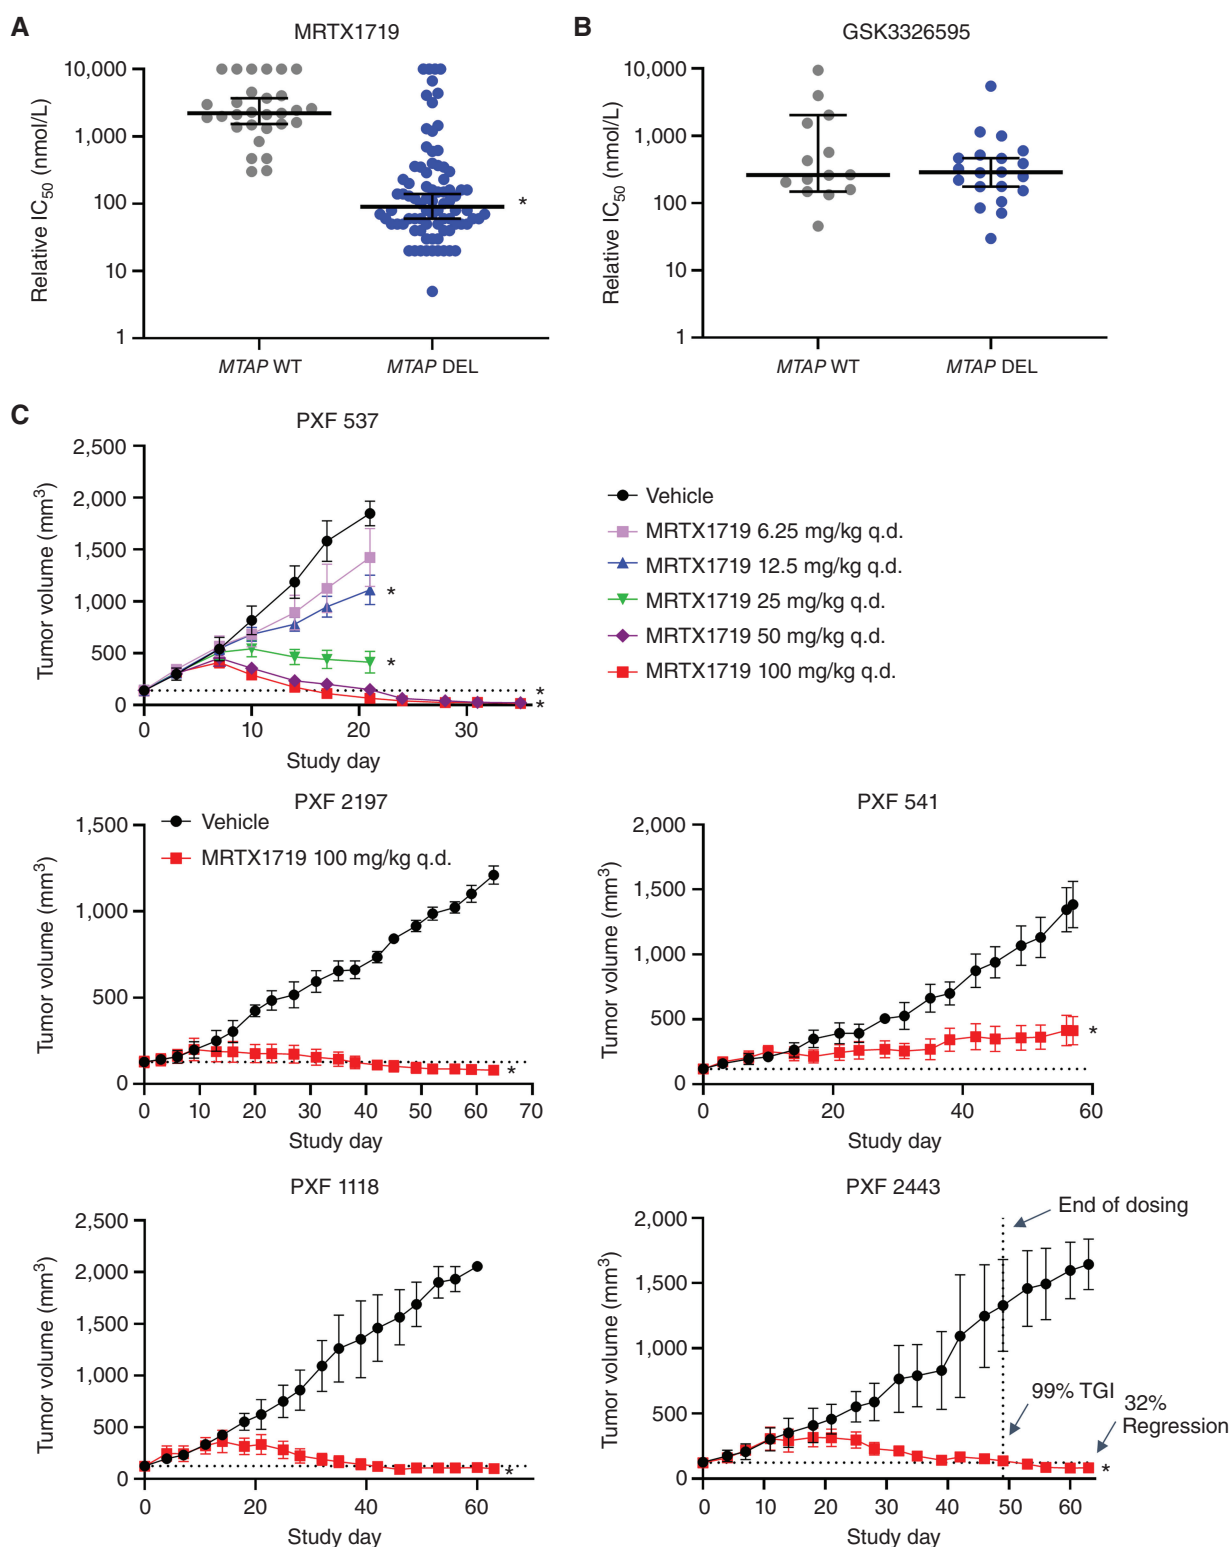 A
MRTX1719
Relative IC50 (nmol/L)
10,000
1,000
100
10
1
*
MTAP WT
MTAP DEL
B
GSK3326595
Relative IC50 (nmol/L)
10,000
1,000
100
10
1
MTAP WT
MTAP DEL
C
PXF 537
Tumor volume (mm3)
2,500
2,000
1,500
1,000
500
0
*
*
*
*
0 10 20 30
Study day
Vehicle
MRTX1719 6.25 mg/kg q.d.
MRTX1719 12.5 mg/kg q.d.
MRTX1719 25 mg/kg q.d.
MRTX1719 50 mg/kg q.d.
MRTX1719 100 mg/kg q.d.
PXF 2197
Vehicle
MRTX1719 100 mg/kg q.d.
Tumor volume (mm3)
1,500
1,000
500
0
*
0 10 20 30 40 50 60 70
Study day
PXF 541
Tumor volume (mm3)
2,000
1,500
1,000
500
0
*
0 20 40 60
Study day
PXF 1118
Tumor volume (mm3)
2,500
2,000
1,500
1,000
500
0
*
0 20 40 60
Study day
PXF 2443
Tumor volume (mm3)
2,000
1,500
1,000
500
0
End of dosing
99% TGI
32%
Regression
*
0 10 20 30 40 50 60
Study day